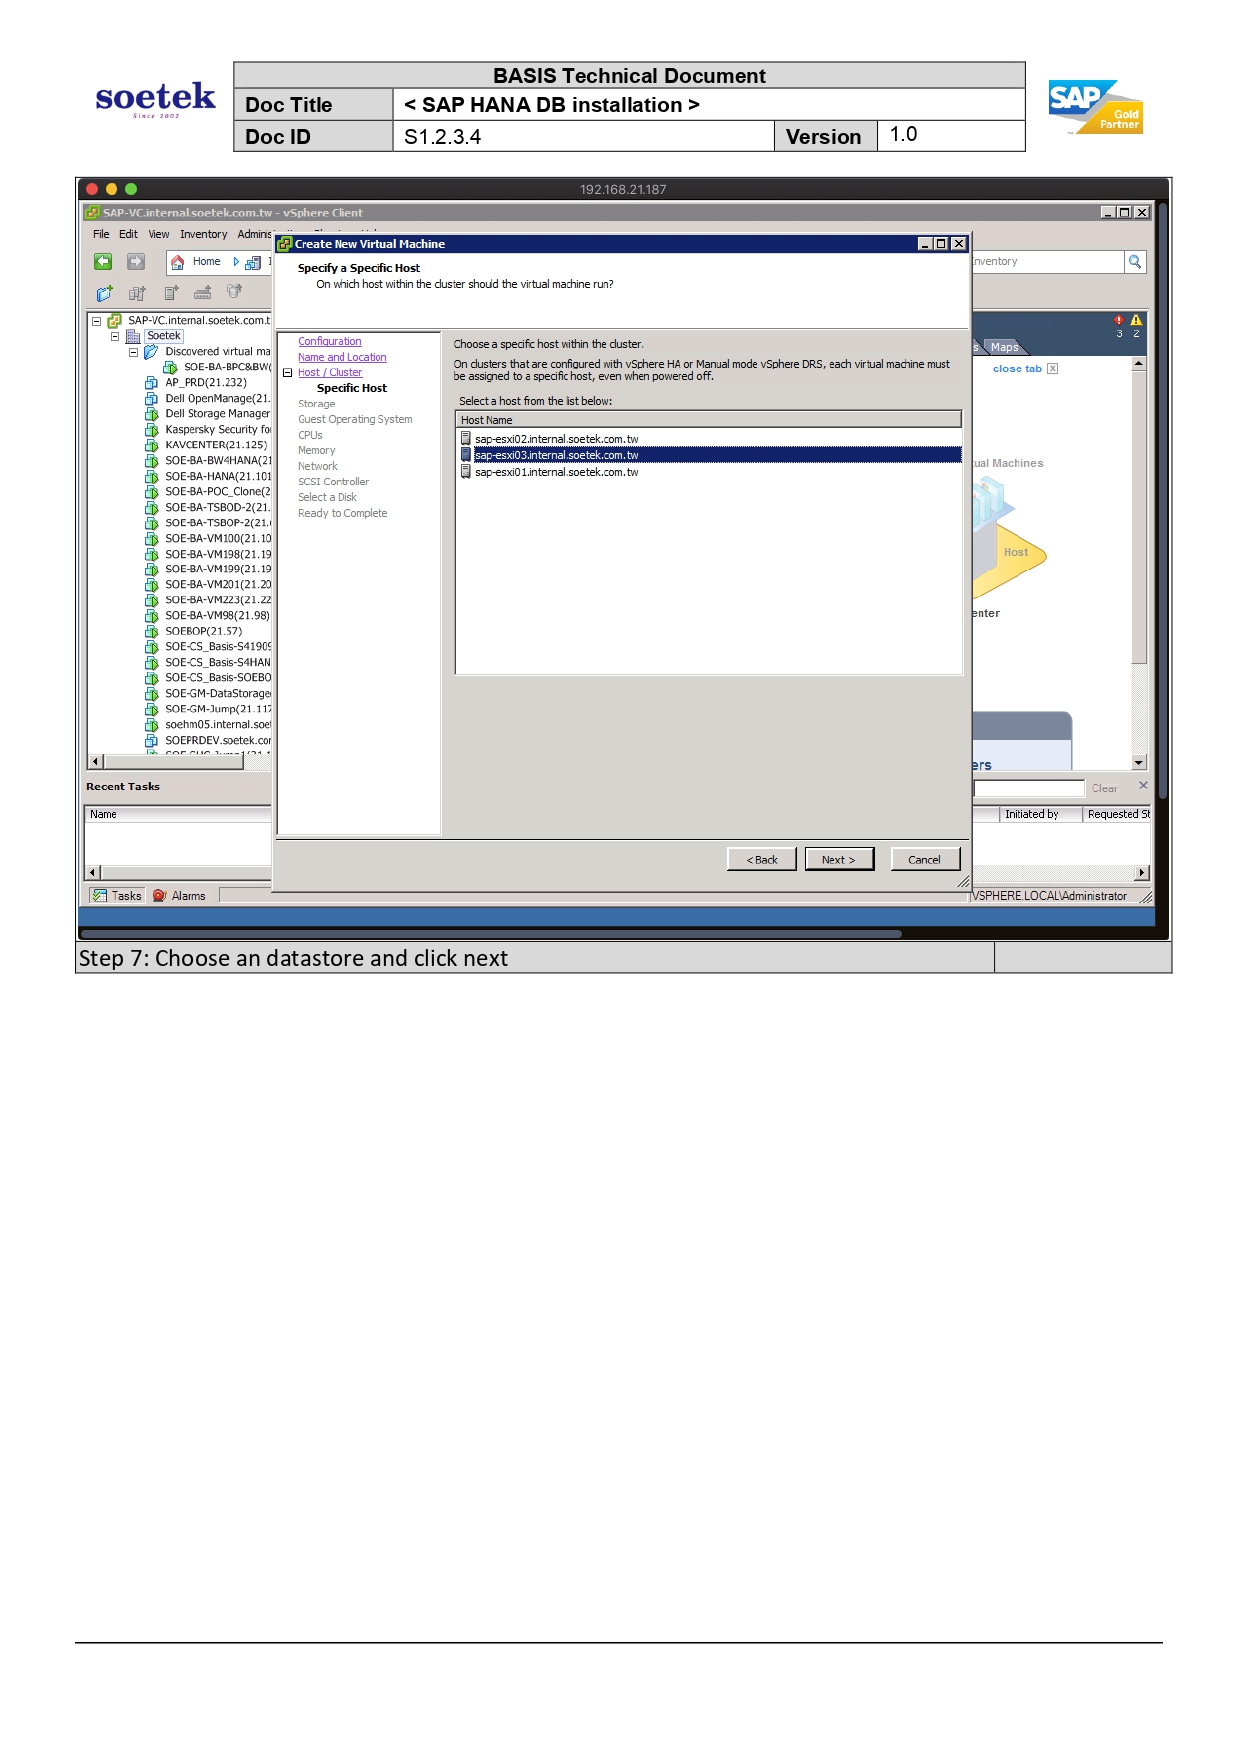 soetek
Since 2002
BASIS Technical Document
Doc Title < SAP HANA DB installation >
Doc ID S1.2.3.4 Version 1.0
SAP Gold Partner
192.168.21.187
SAP-VC.internal.soetek.com.tw - vSphere Client
File Edit View Inventory
Create New Virtual Machine
Home
Specify a Specific Host
On which host within the cluster should the virtual machine run?
nventory
SAP-VC.internal.soetek.com.t
Soetek
Discovered virtual ma
SOE-BA-BPC&BW(
AP_PRD(21.232)
Dell OpenManage(21.
Dell Storage Manager
Kaspersky Security fo
KAVCENTER(21.125)
SOE-BA-BW4HANA(21
SOE-BA-HANA(21.101
SOE-BA-POC_Clone(2
SOE-BA-TSBOD-2(21.
SOE-BA-TSBOP-2(21.
SOE-BA-VM100(21.10
SOE-BA-VM198(21.19
SOE-BA-VM199(21.19
SOE-BA-VM201(21.20
SOE-BA-VM223(21.22
SOE-BA-VM98(21.98)
SOEBOP(21.57)
SOE-CS_Basis-S41909
SOE-CS_Basis-S4HAN
SOE-CS_Basis-SOEBO
SOE-GM-DataStorage
SOE-GM-Jump(21.117
soehm05.internal.soe
SOEPRDEV.soetek.co
Configuration
Name and Location
Host / Cluster
Specific Host
Storage
Guest Operating System
CPUs
Memory
Network
SCSI Controller
Select a Disk
Ready to Complete
Choose a specific host within the cluster.
On clusters that are configured with vSphere HA or Manual mode vSphere DRS, each virtual machine must
be assigned to a specific host, even when powered off.
Select a host from the list below:
Host Name
sap-esxi02.internal.soetek.com.tw
sap-esxi03.internal.soetek.com.tw
sap-esxi01.internal.soetek.com.tw
3 2
s Maps
close tab
ual Machines
Host
enter
ers
Recent Tasks
Clear
Name
Initiated by Requested St
< Back Next > Cancel
Tasks Alarms
VSPHERE.LOCAL\Administrator
Step 7: Choose an datastore and click next